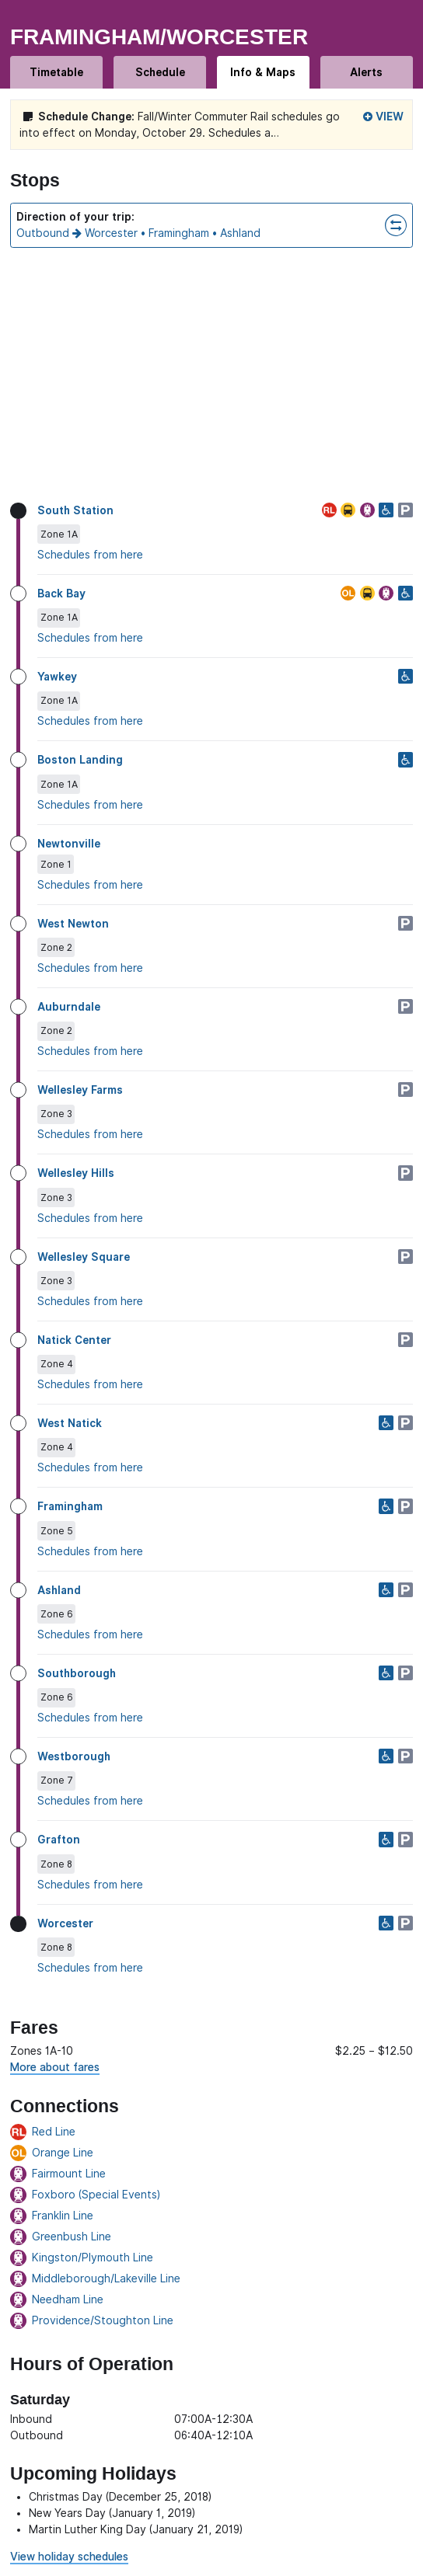 FRAMINGHAM/WORCESTER
Timetable
Schedule
Info & Maps
Alerts
Schedule Change: Fall/Winter Commuter Rail schedules go
VIEW
into effect on Monday, October 29. Schedules a...
Stops
Direction of your trip:
Outbound → Worcester • Framingham • Ashland
South Station
RL
P
Zone 1A
Schedules from here
Back Bay
OL
Zone 1A
Schedules from here
Yawkey
Zone 1A
Schedules from here
Boston Landing
Zone 1A
Schedules from here
Newtonville
Zone 1
Schedules from here
West Newton
P
Zone 2
Schedules from here
Auburndale
P
Zone 2
Schedules from here
Wellesley Farms
P
Zone 3
Schedules from here
Wellesley Hills
P
Zone 3
Schedules from here
Wellesley Square
P
Zone 3
Schedules from here
Natick Center
P
Zone 4
Schedules from here
West Natick
P
Zone 4
Schedules from here
Framingham
P
Zone 5
Schedules from here
Ashland
P
Zone 6
Schedules from here
Southborough
P
Zone 6
Schedules from here
Westborough
P
Zone 7
Schedules from here
Grafton
P
Zone 8
Schedules from here
Worcester
P
Zone 8
Schedules from here
Fares
Zones 1A-10 $2.25 – $12.50
More about fares
Connections
RL Red Line
OL Orange Line
Fairmount Line
Foxboro (Special Events)
Franklin Line
Greenbush Line
Kingston/Plymouth Line
Middleborough/Lakeville Line
Needham Line
Providence/Stoughton Line
Hours of Operation
Saturday
Inbound 07:00A-12:30A
Outbound 06:40A-12:10A
Upcoming Holidays
• Christmas Day (December 25, 2018)
• New Years Day (January 1, 2019)
• Martin Luther King Day (January 21, 2019)
View holiday schedules